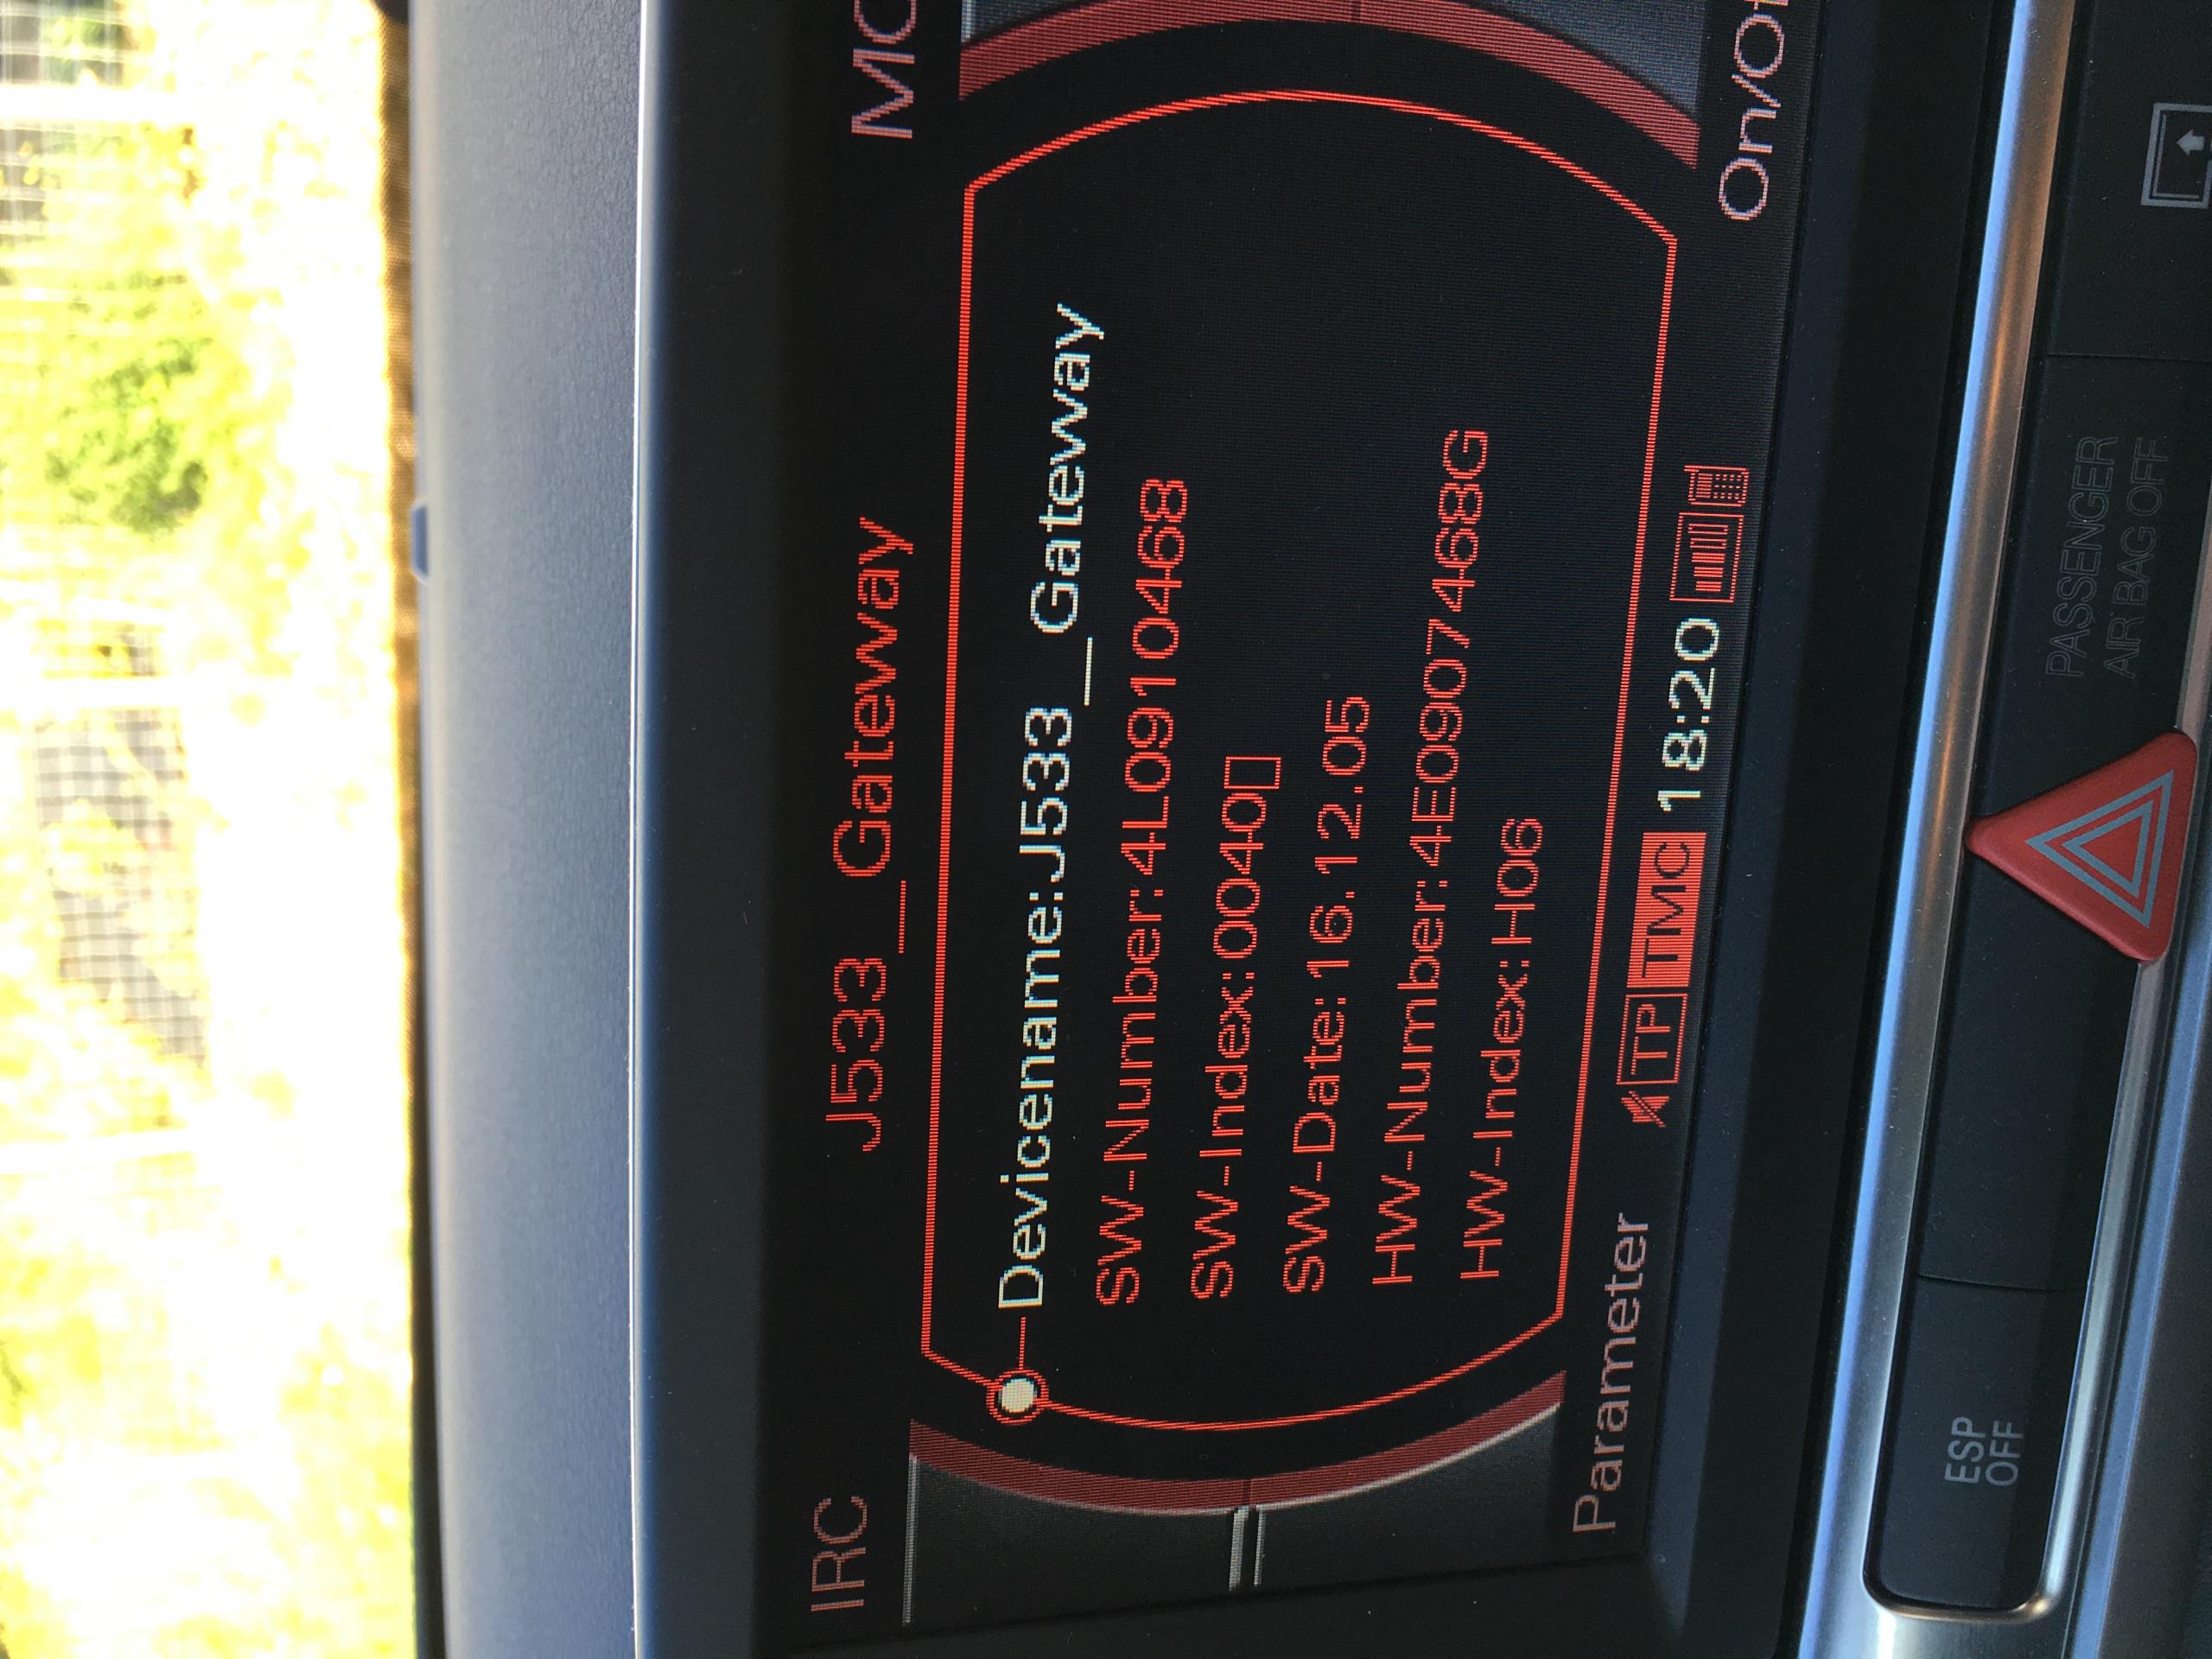 IRC
J533__Gateway
Devicename:J533__Gateway
SW-Number:4L0910468
SW-Index:0040▯
SW-Date:16.12.05
HW-Number:4E0907468G
HW-Index:H06
Parameter
TP TMC 18:20
ESP
OFF
PASSENGER
AIR BAG OFF